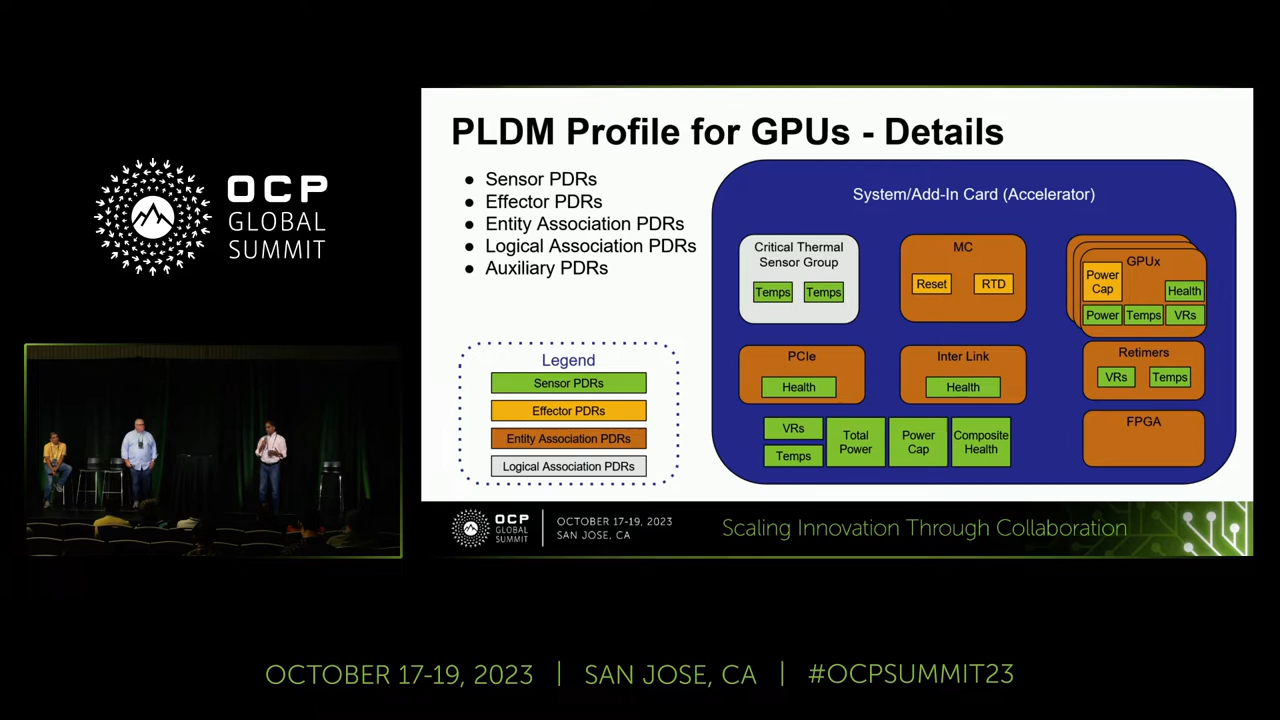 OCP
GLOBAL
SUMMIT
PLDM Profile for GPUs - Details
● Sensor PDRs
● Effector PDRs
● Entity Association PDRs
● Logical Association PDRs
● Auxiliary PDRs
Legend
Sensor PDRs
Effector PDRs
Entity Association PDRs
Logical Association PDRs
System/Add-In Card (Accelerator)
Critical Thermal
Sensor Group
Temps Temps
MC
Reset RTD
GPUx
Power
Cap
Health
Power Temps VRs
PCIe
Health
Inter Link
Health
Retimers
VRs Temps
VRs
Temps
Total
Power
Power
Cap
Composite
Health
FPGA
OCP
GLOBAL
SUMMIT
OCTOBER 17-19, 2023
SAN JOSE, CA
Scaling Innovation Through Collaboration
OCTOBER 17-19, 2023 | SAN JOSE, CA | #OCPSUMMIT23